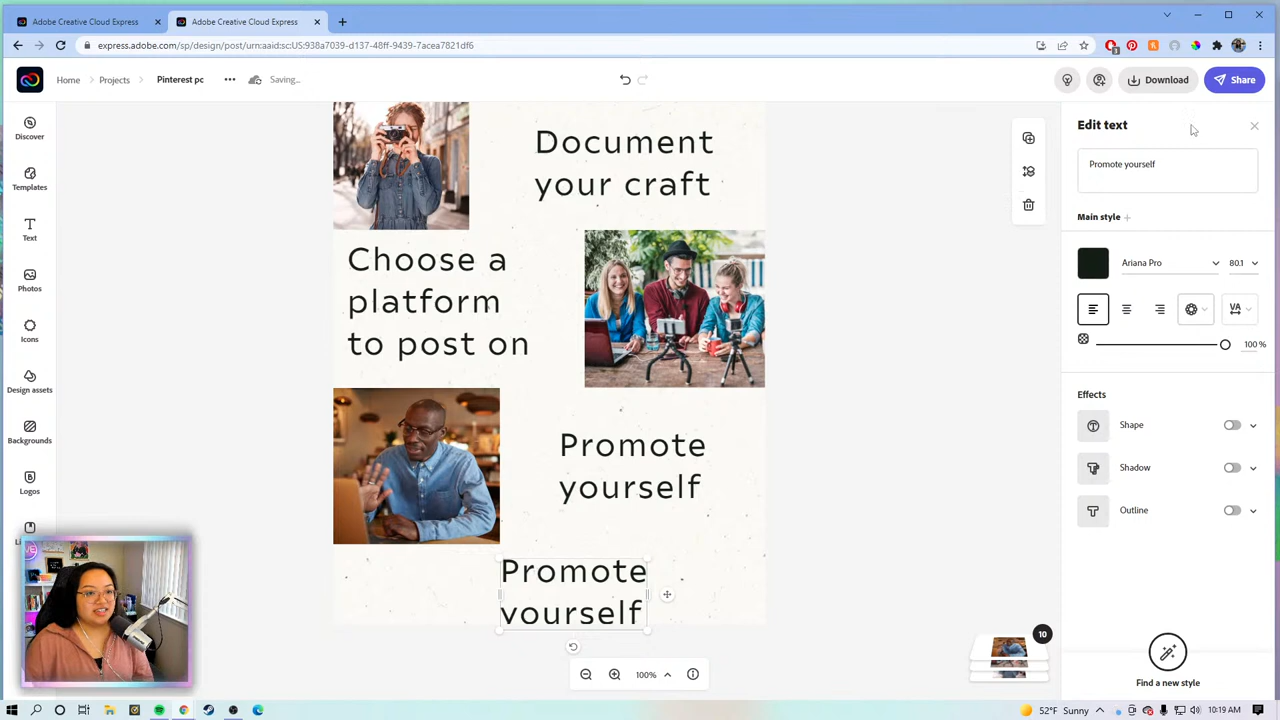 Adobe Creative Cloud Express
Adobe Creative Cloud Express
express.adobe.com/sp/design/post/urn:aaid:sc:US:938a7039-d137-48ff-9439-7acea7821df6
3
Home
Projects
Pinterest pc
Saving...
Download
Share
Discover
Templates
Text
Photos
Icons
Design assets
Backgrounds
Logos
Document
your craft
Choose a
platform
to post on
Promote
yourself
Promote
yourself
Edit text
Promote yourself
Main style
Ariana Pro
80.1
VA
100 %
Effects
Shape
Shadow
Outline
10
Find a new style
100%
52°F Sunny
10:19 AM